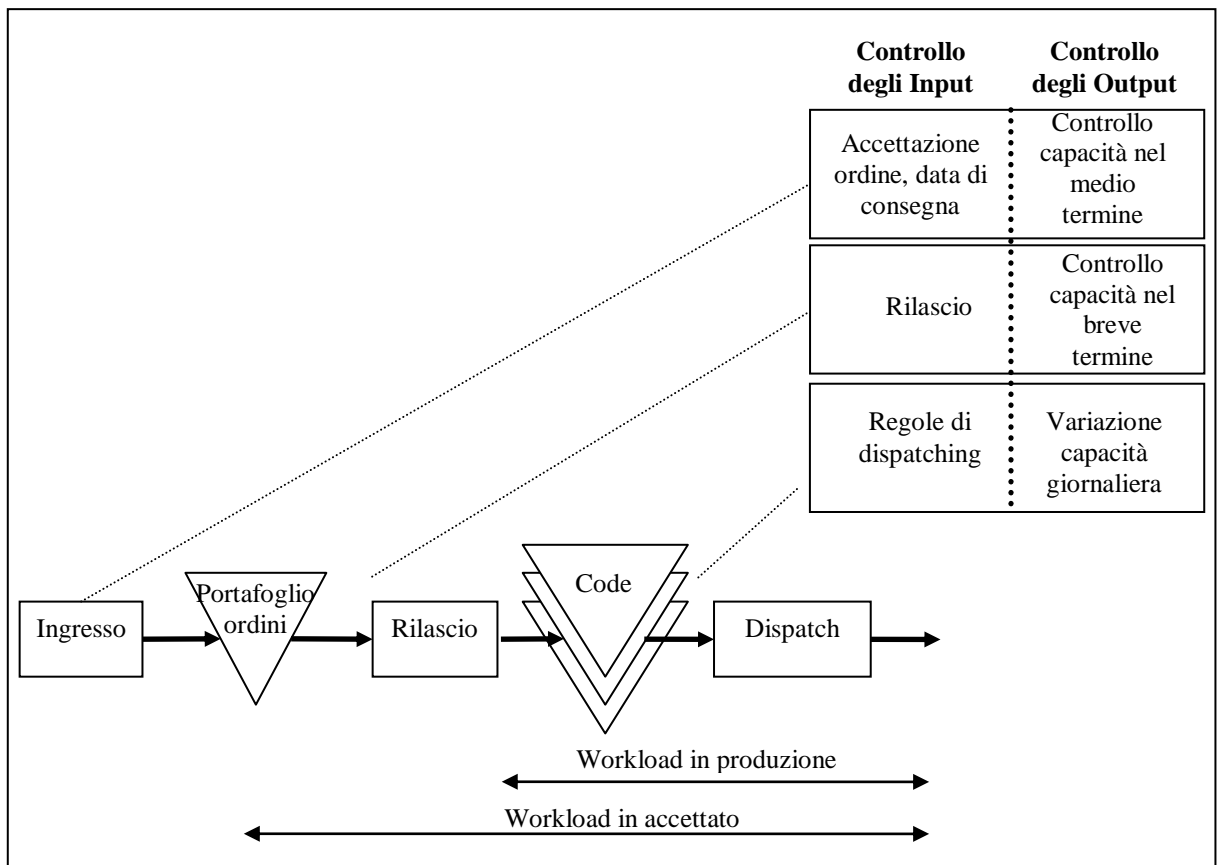 Controllo
degli Input
Controllo
degli Output
Accettazione
ordine, data di
consegna
Controllo
capacità nel
medio
termine
Rilascio
Controllo
capacità nel
breve
termine
Regole di
dispatching
Variazione
capacità
giornaliera
Ingresso
Portafoglio
ordini
Rilascio
Code
Dispatch
Workload in produzione
Workload in accettato